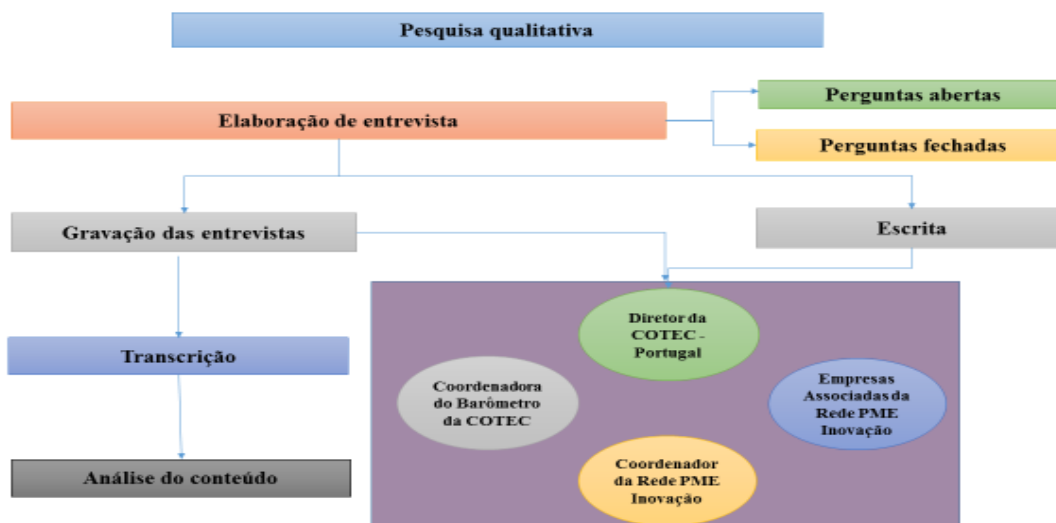 Pesquisa qualitativa
Perguntas abertas
Elaboração de entrevista
Perguntas fechadas
Gravação das entrevistas
Escrita
Diretor da
COTEC -
Portugal
Transcrição
Coordenadora
do Barômetro
da COTEC
Empresas
Associadas da
Rede PME
Inovação
Coordenador
da Rede PME
Inovação
Análise do conteúdo